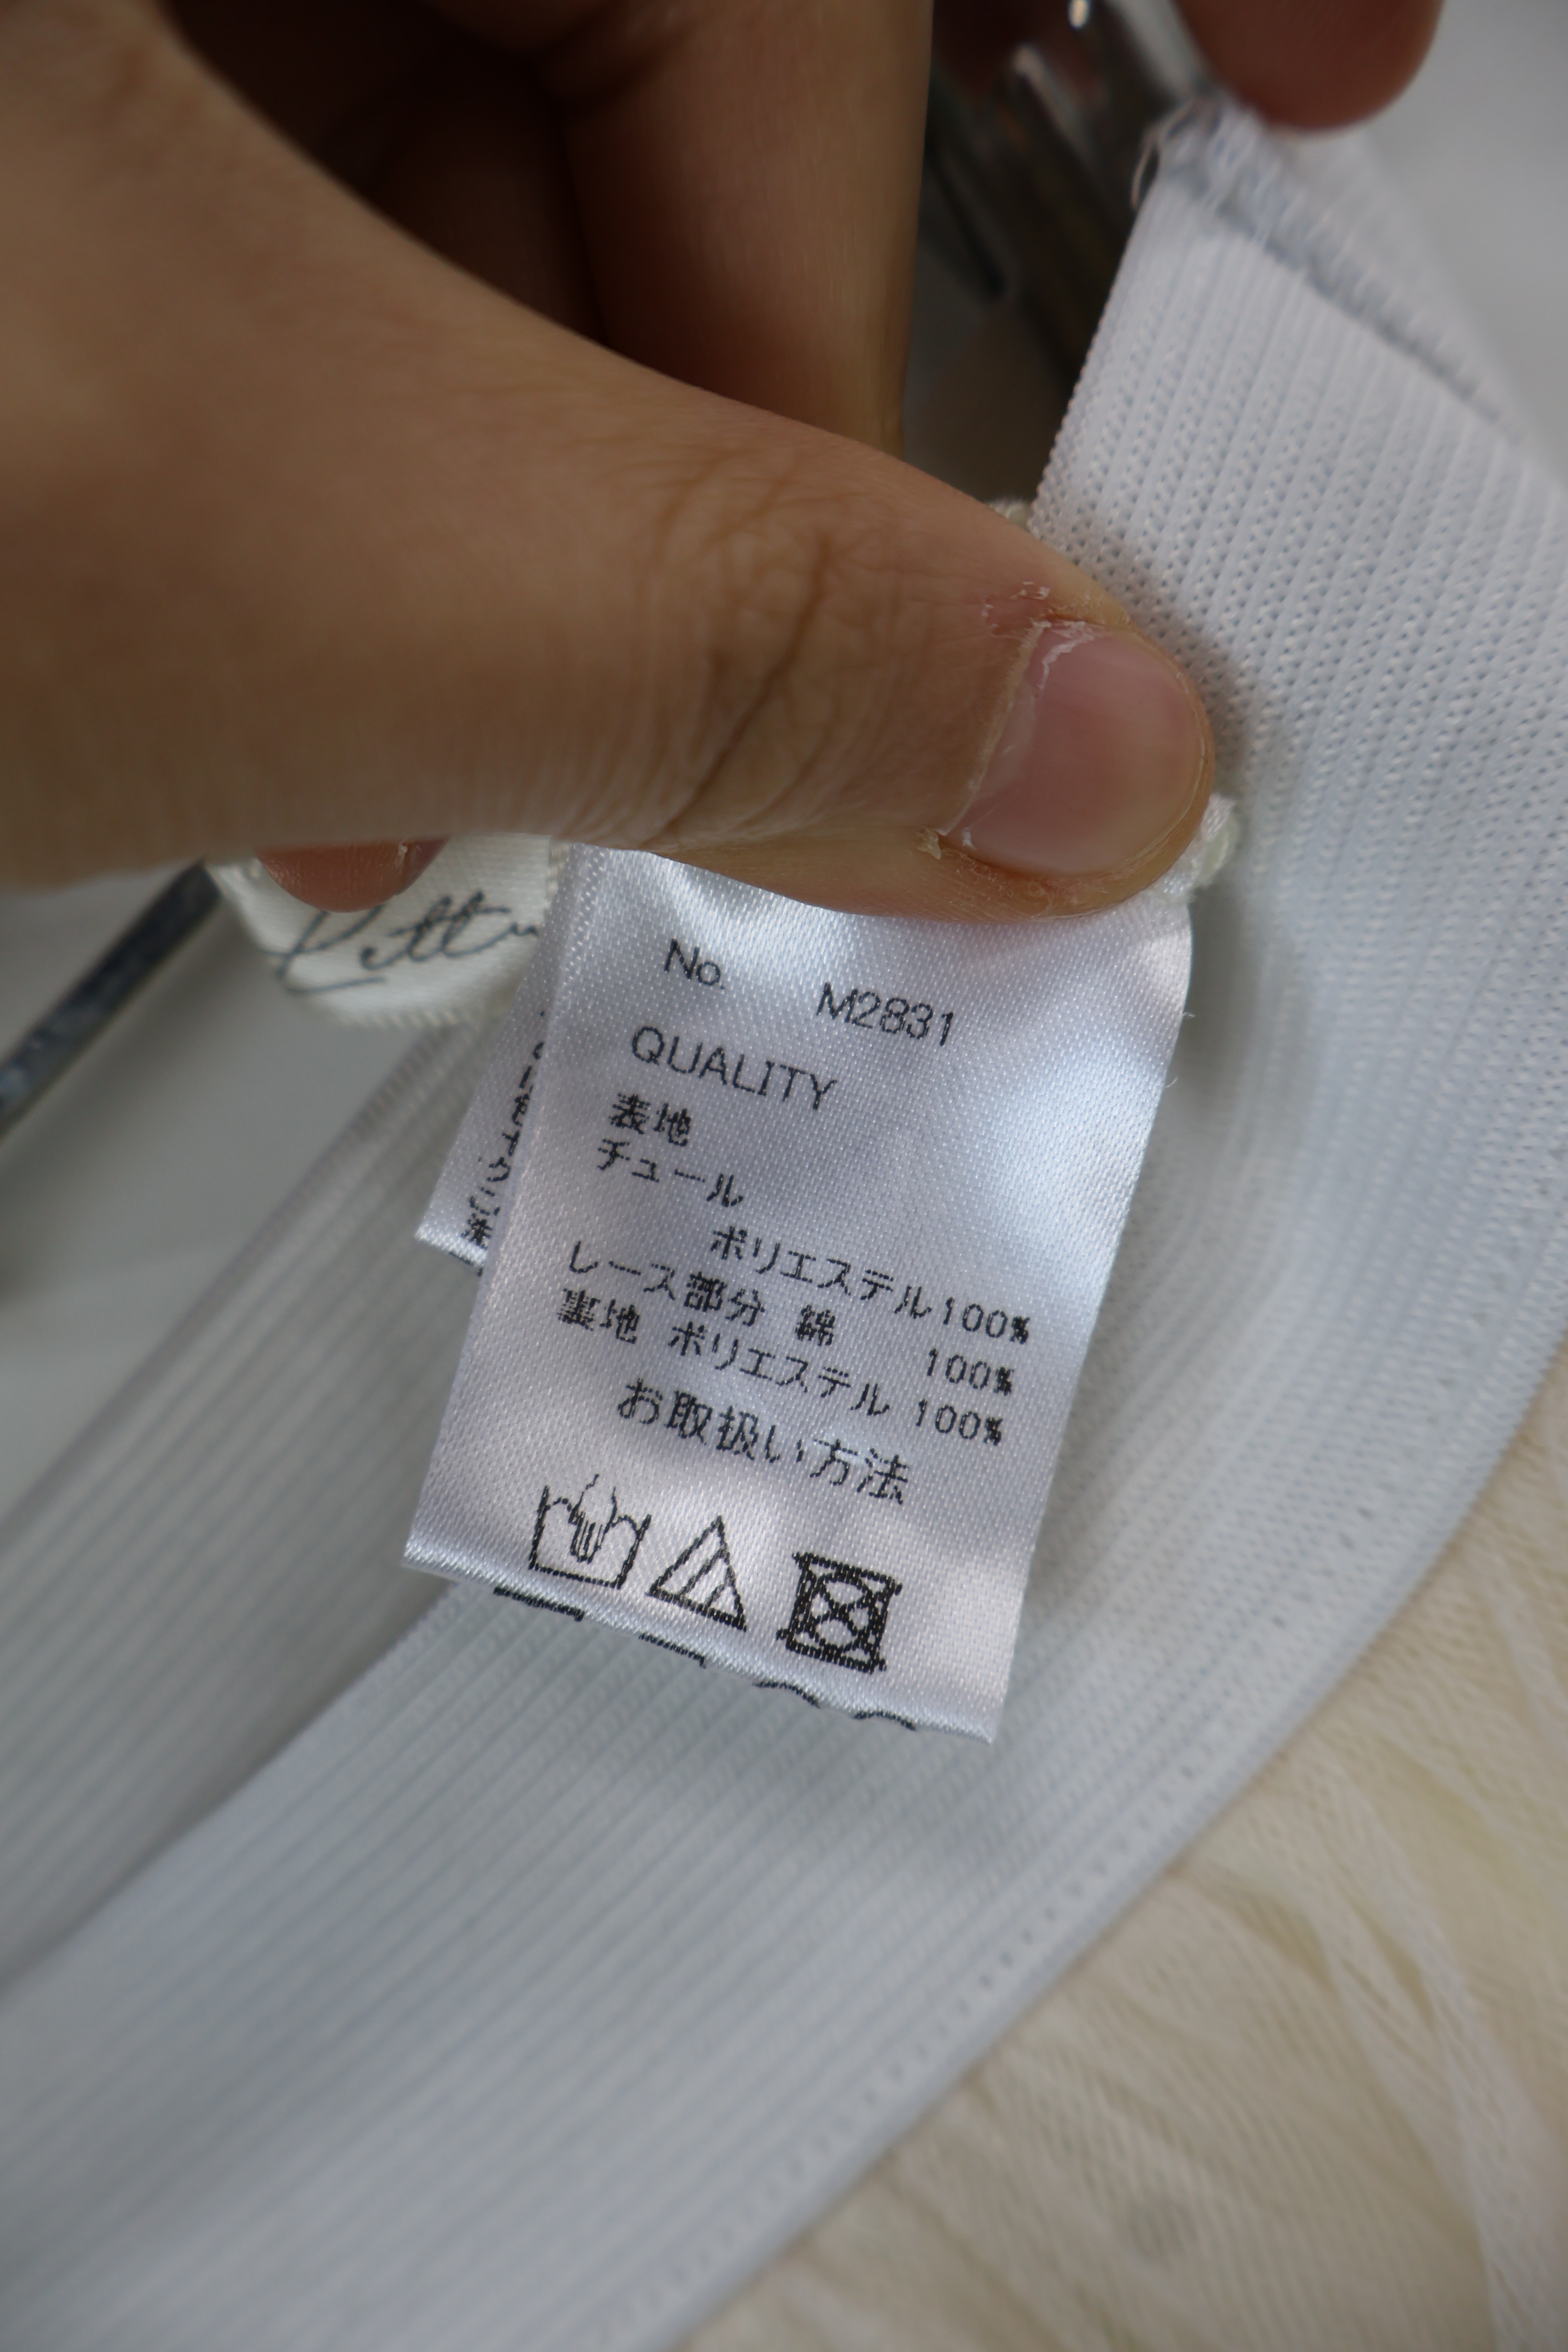 No. M2831
QUALITY
表地
チュール
ポリエステル100%
レース部分 綿 100%
裏地 ポリエステル 100%
お取扱い方法